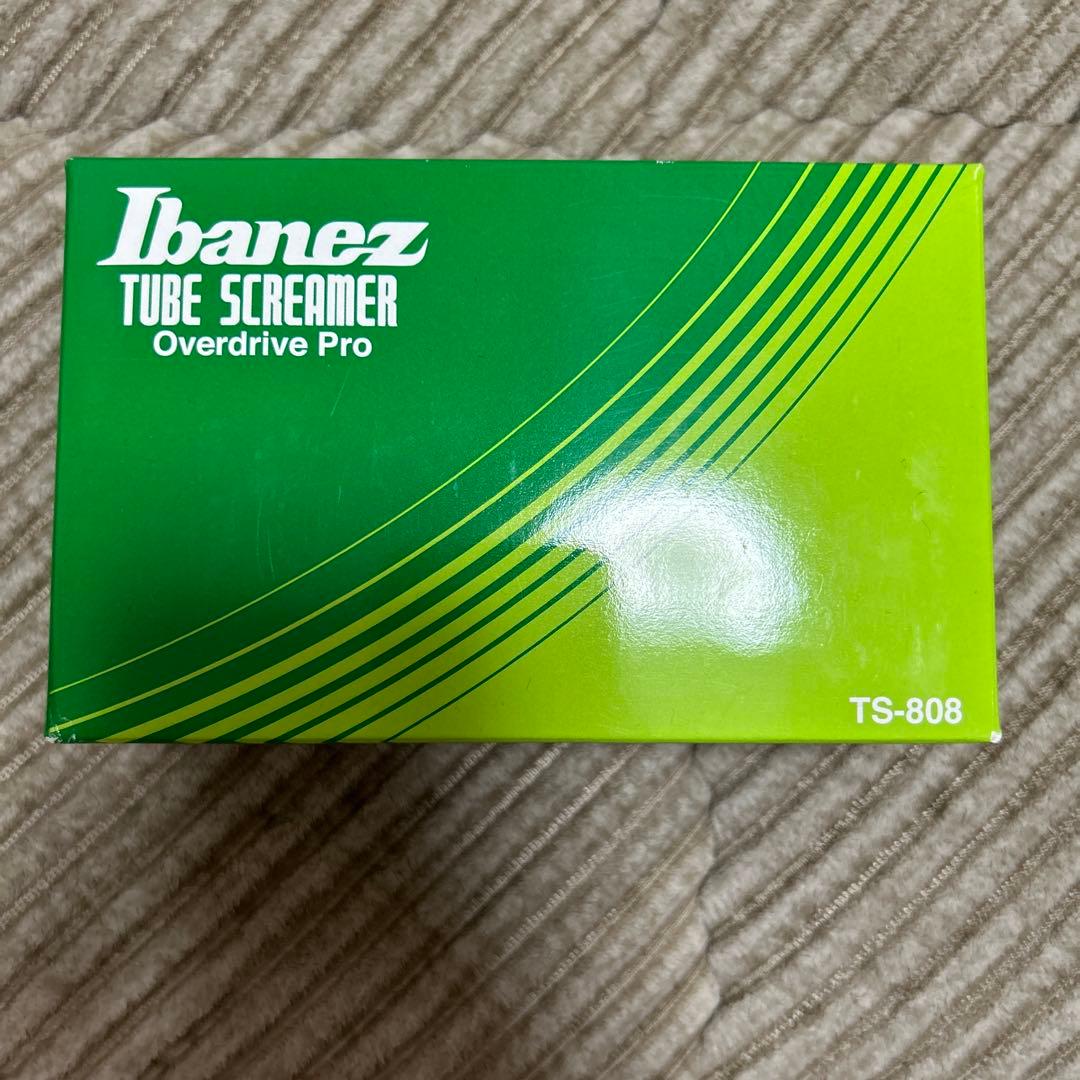 Ibanez
TUBE SCREAMER
Overdrive Pro
TS-808